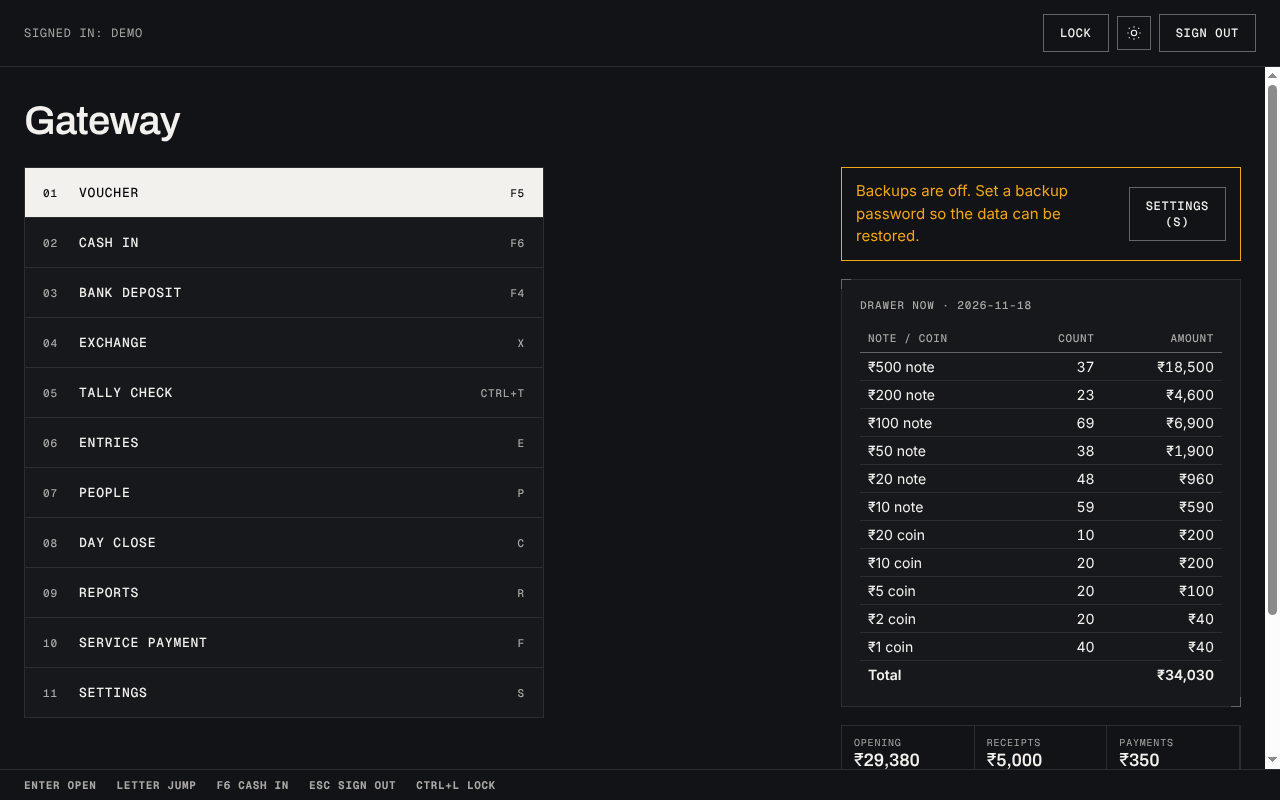 SIGNED IN: DEMO
LOCK
SIGN OUT
Gateway
01 VOUCHER F5
02 CASH IN F6
03 BANK DEPOSIT F4
04 EXCHANGE X
05 TALLY CHECK CTRL+T
06 ENTRIES E
07 PEOPLE P
08 DAY CLOSE C
09 REPORTS R
10 SERVICE PAYMENT F
11 SETTINGS S
Backups are off. Set a backup
password so the data can be
restored.
SETTINGS
(S)
DRAWER NOW · 2026-11-18
NOTE / COIN COUNT AMOUNT
₹500 note 37 ₹18,500
₹200 note 23 ₹4,600
₹100 note 69 ₹6,900
₹50 note 38 ₹1,900
₹20 note 48 ₹960
₹10 note 59 ₹590
₹20 coin 10 ₹200
₹10 coin 20 ₹200
₹5 coin 20 ₹100
₹2 coin 20 ₹40
₹1 coin 40 ₹40
Total ₹34,030
OPENING RECEIPTS PAYMENTS
₹29,380 ₹5,000 ₹350
ENTER OPEN LETTER JUMP F6 CASH IN ESC SIGN OUT CTRL+L LOCK